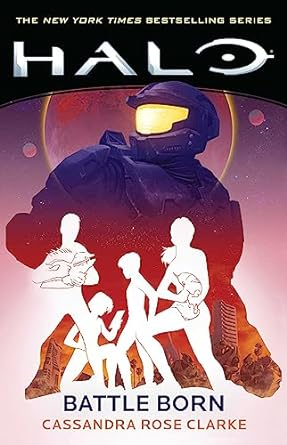 THE NEW YORK TIMES BESTSELLING SERIES
HALO
BATTLE BORN
CASSANDRA ROSE CLARKE